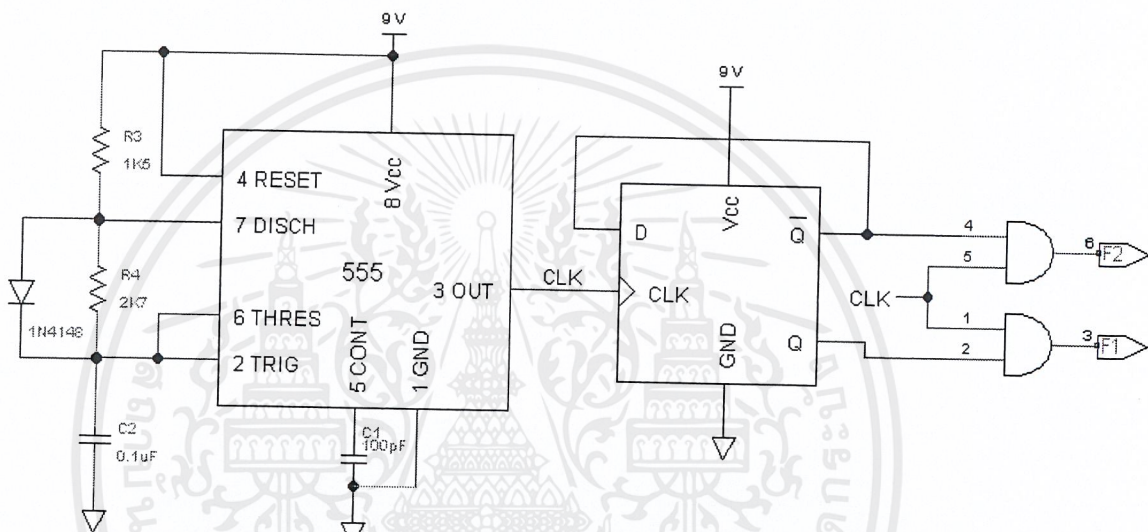 9V
R3
1K5
4 RESET
8 Vcc
7 DISCH
R4
2K7
555
3 OUT
1N4148
6 THRES
2 TRIG
5 CONT
1 GND
C2
0.1uF
C1
100pF
CLK
9V
D
Vcc
Q
CLK
GND
Q
4
5
6
F2
CLK
1
2
3
F1